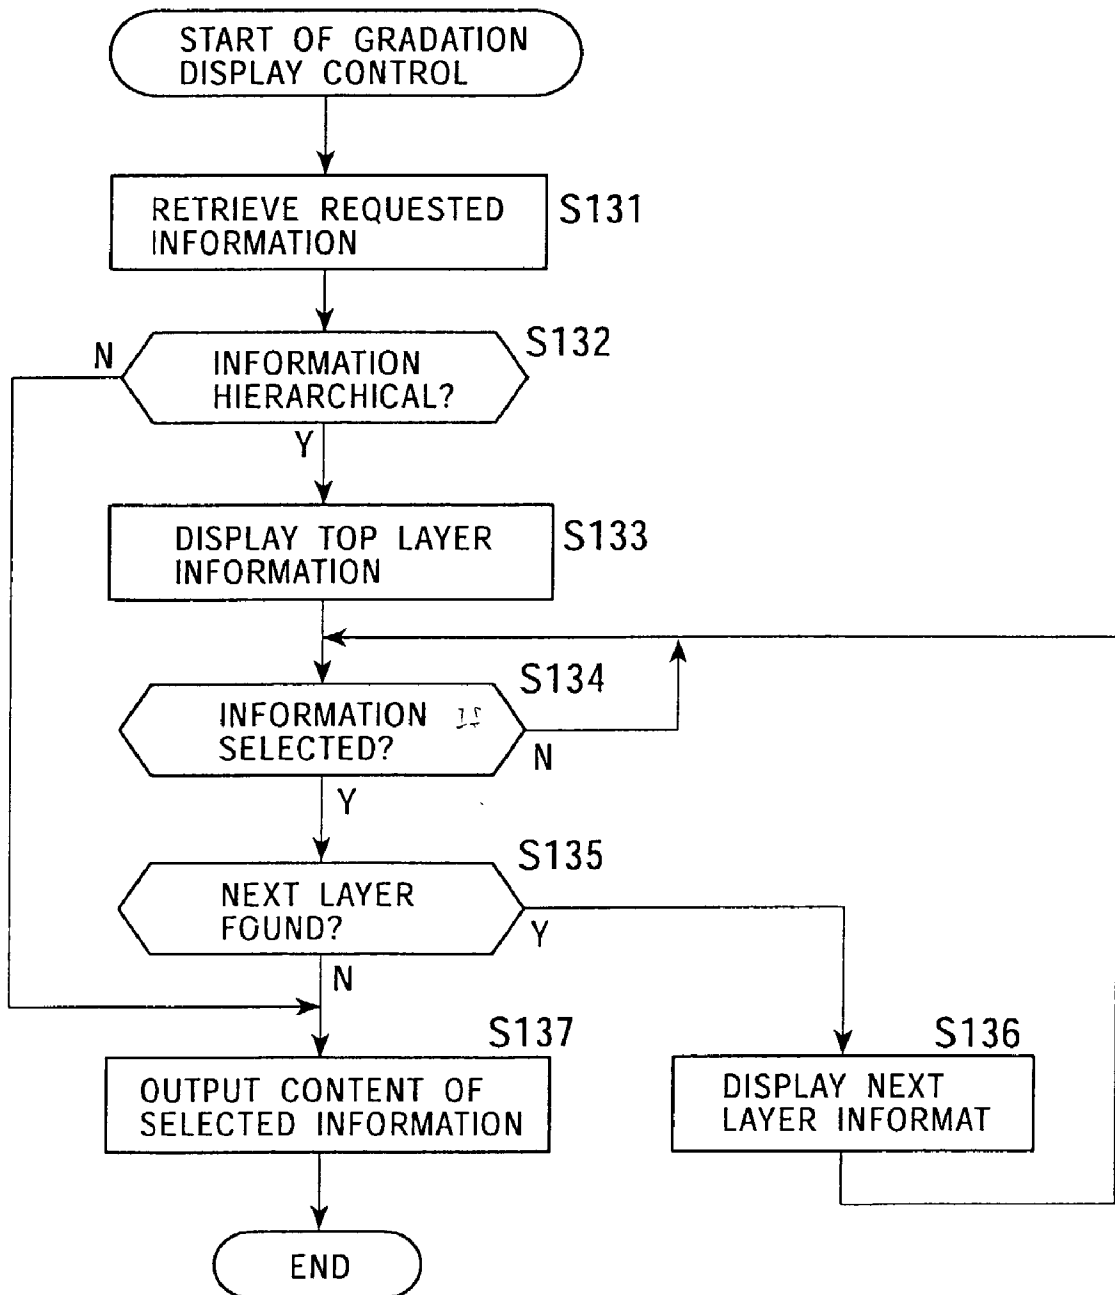 START OF GRADATION
DISPLAY CONTROL
RETRIEVE REQUESTED
INFORMATION
S131
INFORMATION
HIERARCHICAL?
S132
N
Y
DISPLAY TOP LAYER
INFORMATION
S133
INFORMATION
SELECTED?
S134
N
Y
NEXT LAYER
FOUND?
S135
Y
N
S137
OUTPUT CONTENT OF
SELECTED INFORMATION
S136
DISPLAY NEXT
LAYER INFORMAT
END